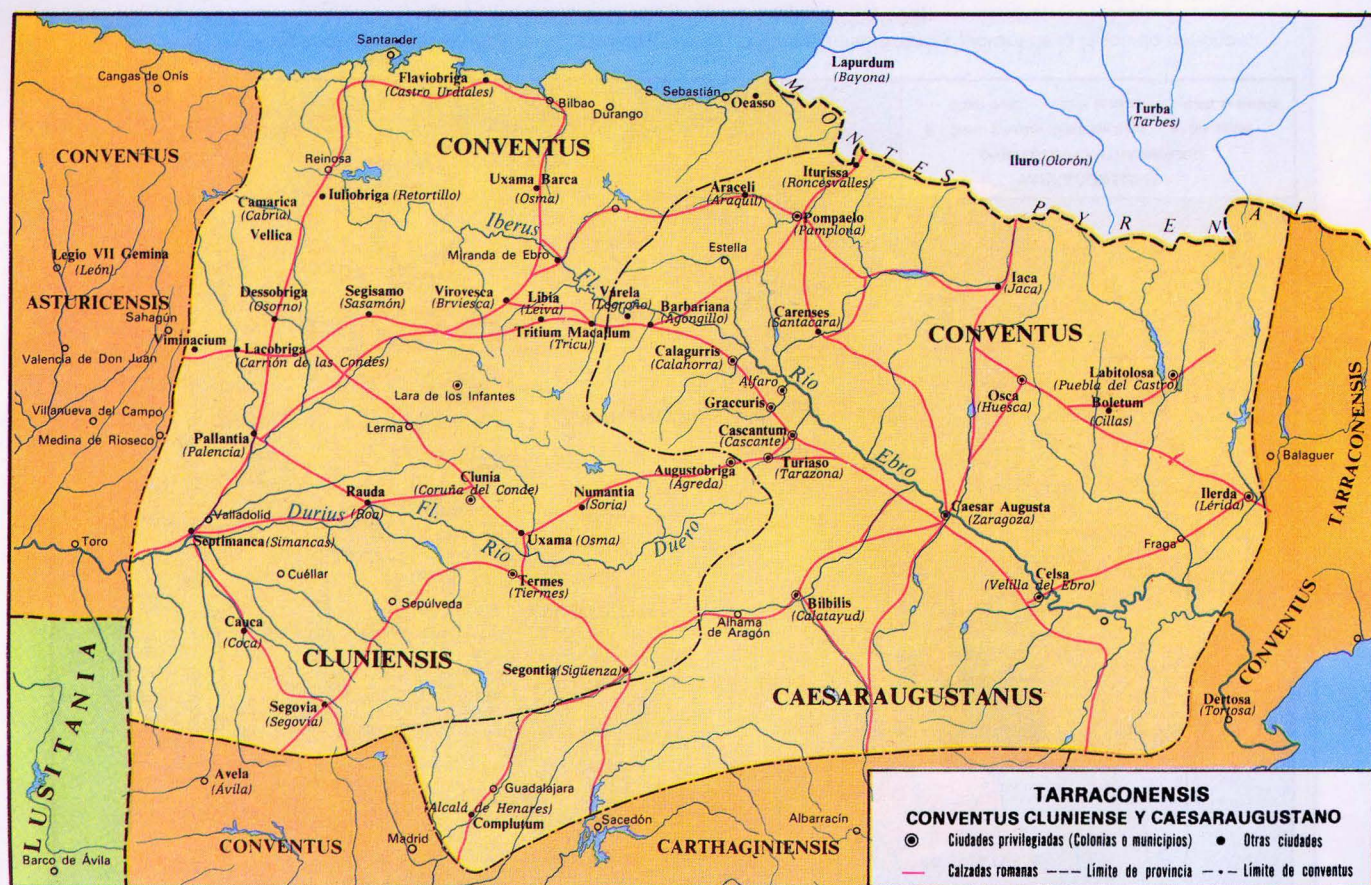 Santander
Cangas de Onís
Flaviobriga
(Castro Urdiales)
Bilbao
Durango
S. Sebastián
Oeasso
Lapurdum
(Bayona)
Turba
(Tarbes)
Iluro (Olorón)
MONTES PYRENAI
CONVENTUS
ASTURICENSIS
CONVENTUS
CLUNIENSIS
Reinosa
Iuliobriga (Retortillo)
Uxama Barca
(Osma)
Camarica
(Cabria)
Vellica
Iberus Fl.
Miranda de Ebro
Araceli
(Araquil)
Iturissa
(Roncesvalles)
Pompaelo
(Pamplona)
Estella
Legio VII Gemina
(León)
Sahagún
Viminacium
Valencia de Don Juan
Villanueva del Campo
Medina de Rioseco
Dessobriga
(Osorno)
Segisamo
(Sasamón)
Virovesca
(Brviesca)
Libia
(Leiva)
Varela
(Logroño)
Tritium Macallum
(Tricu)
Barbariana
(Agongillo)
Carenses
(Santacara)
Iaca
(Jaca)
CONVENTUS
CAESARAUGUSTANUS
Lacobriga
(Carrión de las Condés)
Lara de los Infantes
Lerma
Calagurris
(Calahorra)
Alfaro
Graccuris
Río Ebro
Cascantum
(Cascante)
Osca
(Huesca)
Labitolosa
(Puebla del Castro)
Boletum
(Cillas)
Pallantia
(Palencia)
Clunia
(Coruña del Conde)
Rauda
(Roa)
Numantia
(Soria)
Augustobriga
(Agreda)
Turiaso
(Tarazona)
Balaguer
Ilerda
(Lérida)
TARRACONENSIS
CONVENTUS
Valladolid
Durius Fl.
Río Duero
Toro
Septimanca (Simancas)
Uxama (Osma)
Caesar Augusta
(Zaragoza)
Fraga
Celsa
(Velilla del Ebro)
Cuéllar
Sepúlveda
Termes
(Tiermes)
Cauca
(Coca)
Bilbilis
(Calatayud)
Alhama
de Aragón
Segontia (Sigüenza)
Segovia
(Segovia)
Dertosa
(Tortosa)
LUSITANIA
Barco de Ávila
Avela
(Ávila)
CONVENTUS
CARTHAGINIENSIS
Madrid
Guadalajara
(Alcalá de Henares)
Complutum
Sacedón
Albarracín
TARRACONENSIS
CONVENTUS CLUNIENSE Y CAESARAUGUSTANO
Ciudades privilegiadas (Colonias o municipios)
Otras ciudades
Calzadas romanas
Límite de provincia
Límite de conventus